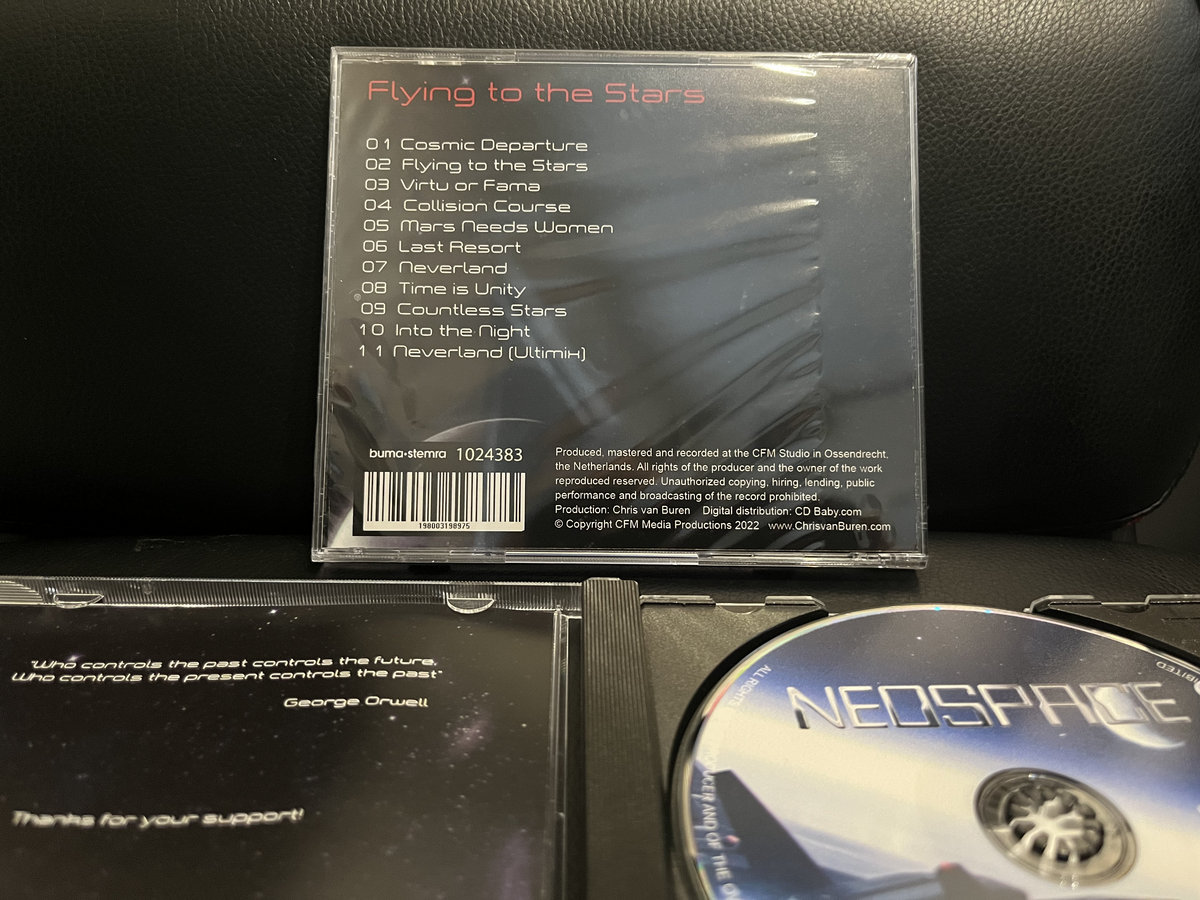 Flying to the Stars
01 Cosmic Departure
02 Flying to the Stars
03 Virtu or Fama
04 Collision Course
05 Mars Needs Women
06 Last Resort
07 Neverland
08 Time is Unity
09 Countless Stars
10 Into the Night
11 Neverland (Ultimix)
buma•stemra 1024383
198003198975
Produced, mastered and recorded at the CFM Studio in Ossendrecht,
the Netherlands. All rights of the producer and the owner of the work
reproduced reserved. Unauthorized copying, hiring, lending, public
performance and broadcasting of the record prohibited.
Production: Chris van Buren Digital distribution: CD Baby.com
© Copyright CFM Media Productions 2022 www.ChrisvanBuren.com
"Who controls the past controls the future,
Who controls the present controls the past"
George Orwell
Thanks for your support!
NEOSPACE
ALL RIGHTS
AND OF THE